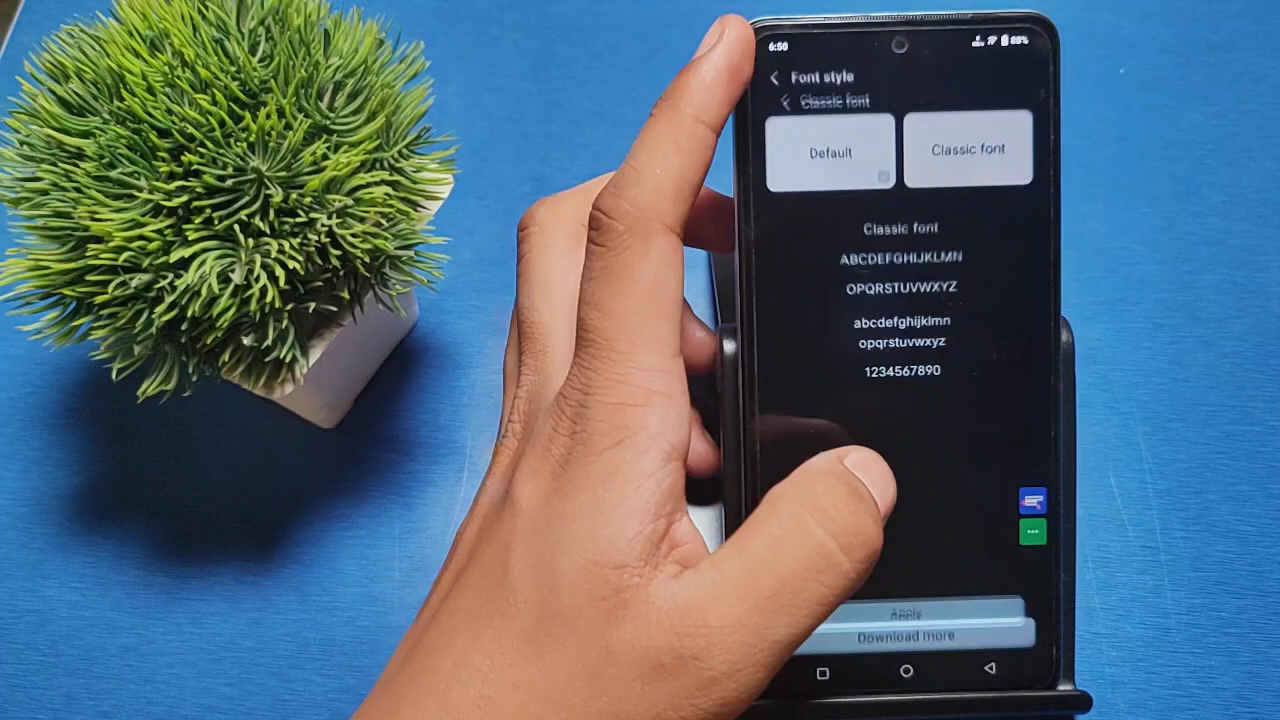 6:50
88%
Font style
Classic font
Default
Classic font
Classic font
ABCDEFGHIJKLMN
OPQRSTUVWXYZ
abcdefghijklmn
opqrstuvwxyz
1234567890
Apply
Download more